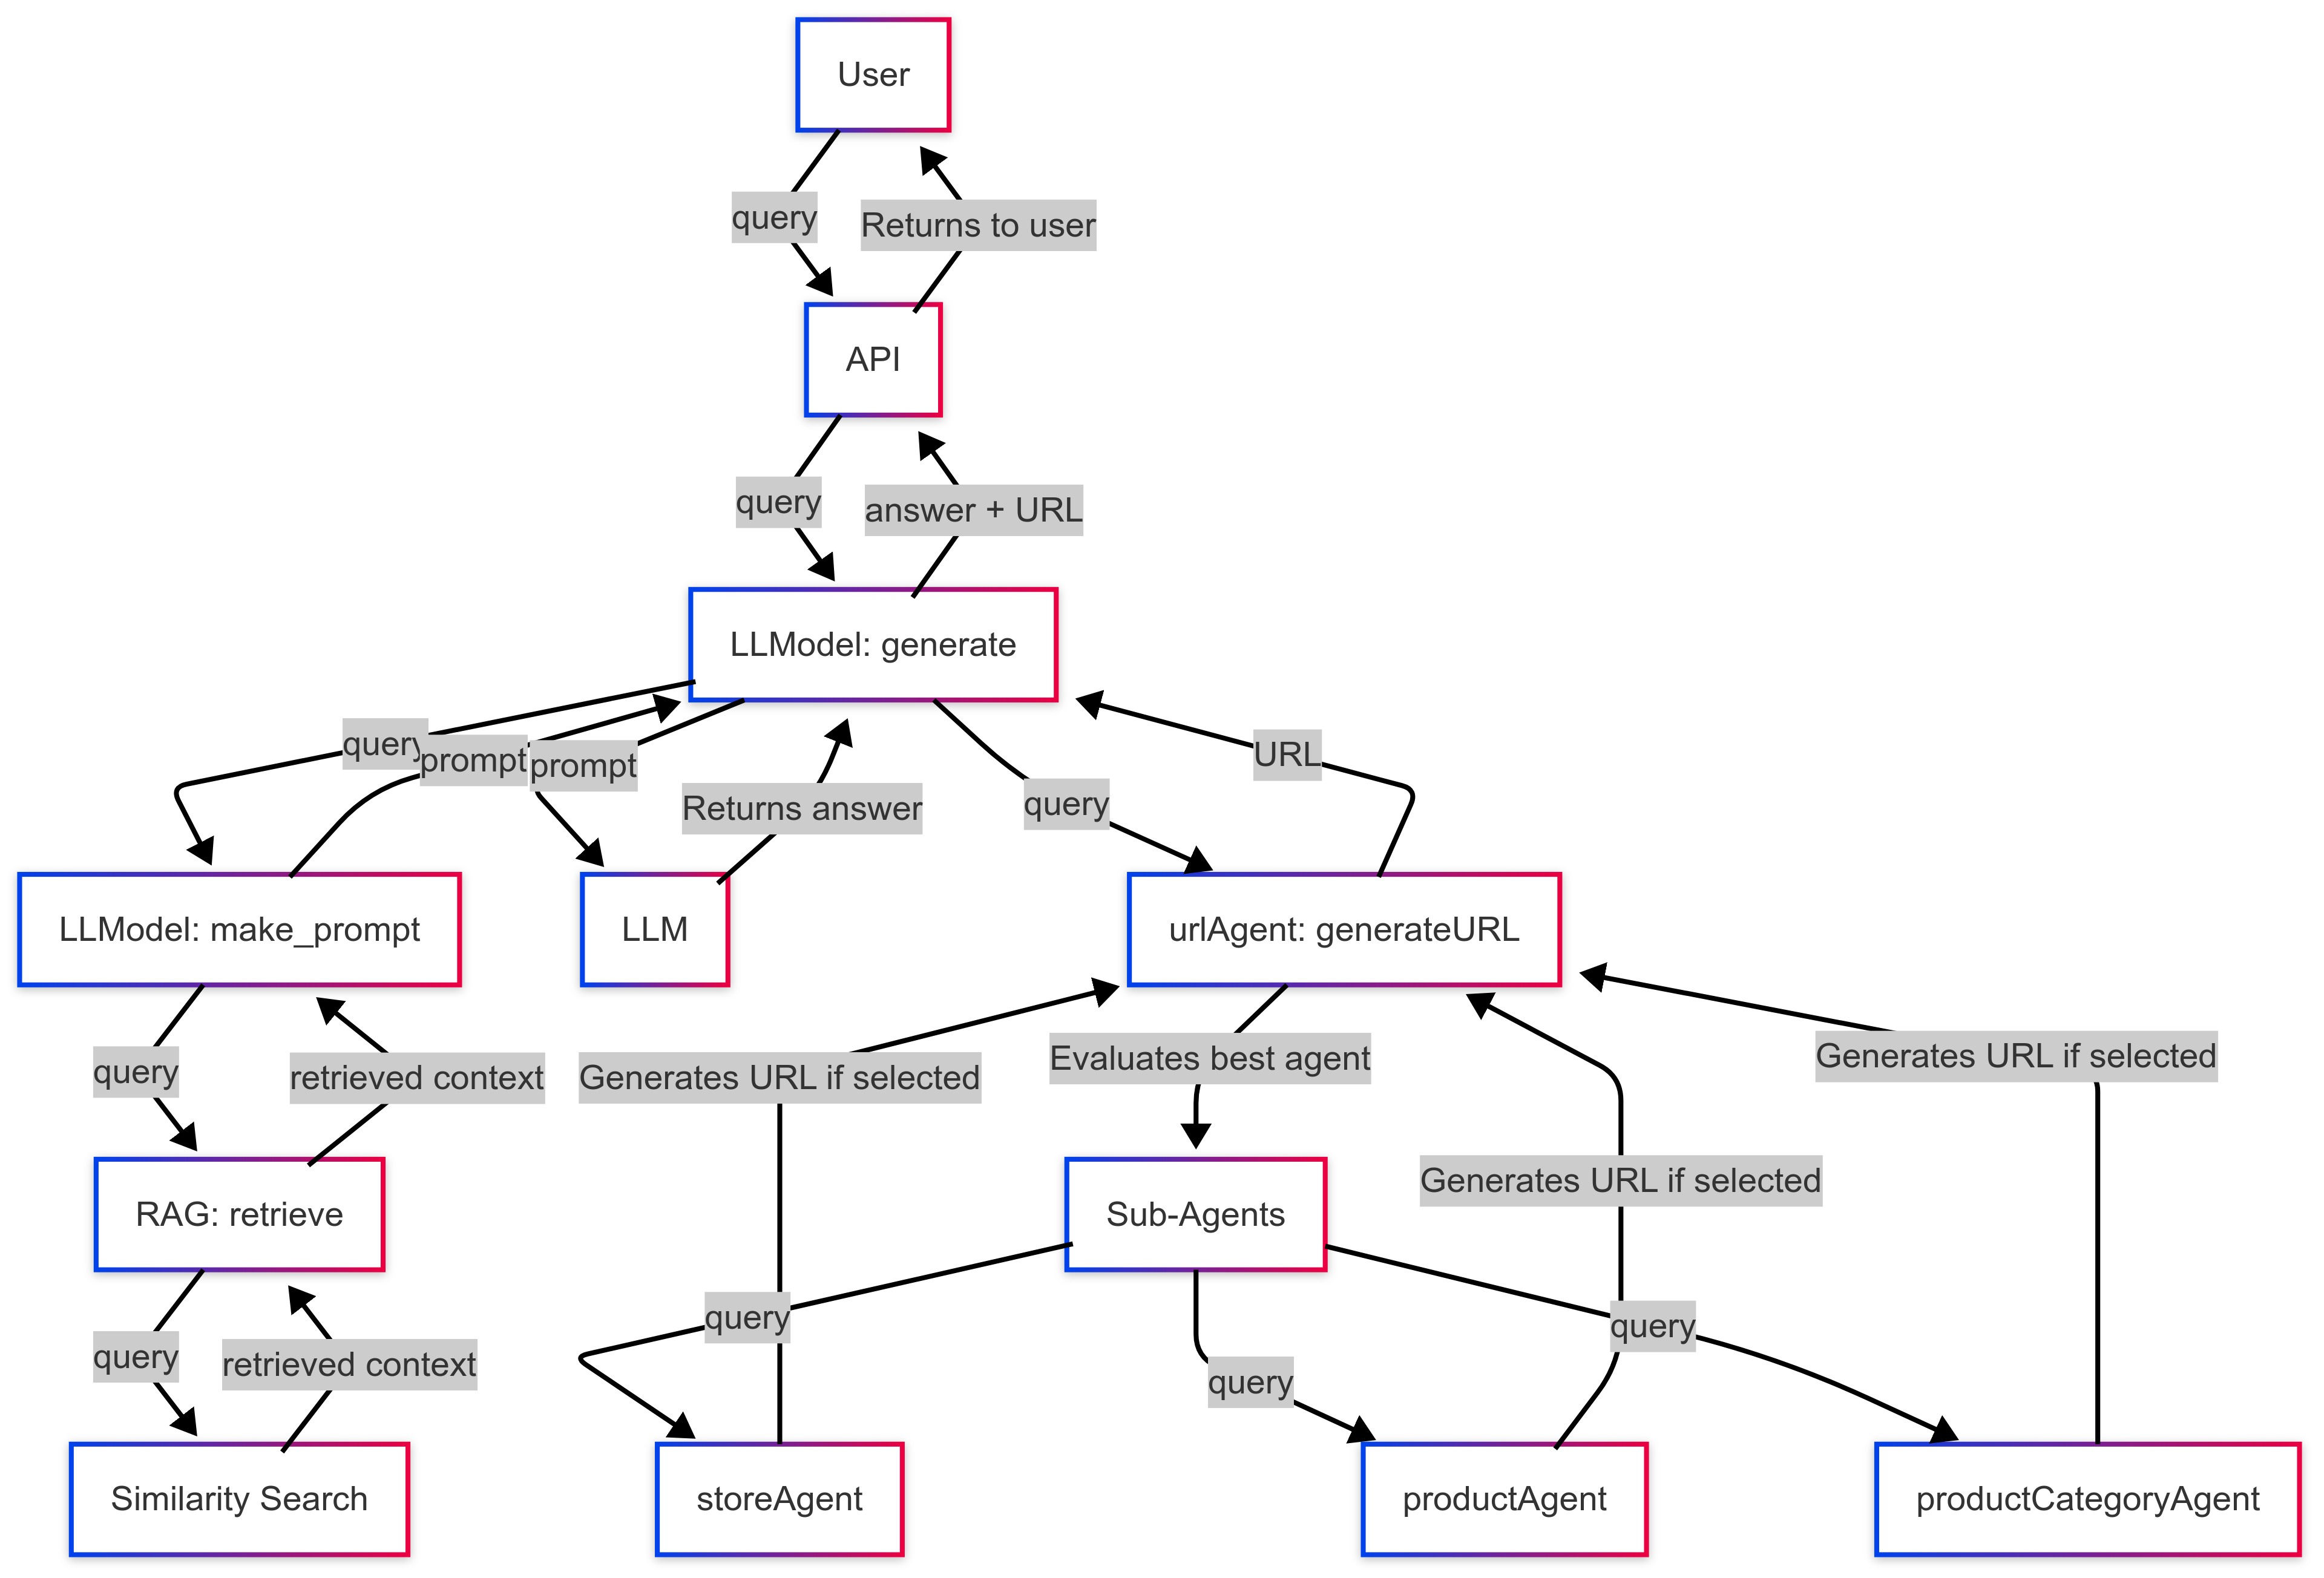 User
query
Returns to user
API
query
answer + URL
LLModel: generate
query
prompt
prompt
Returns answer
query
URL
LLModel: make_prompt
LLM
urlAgent: generateURL
query
retrieved context
Generates URL if selected
Evaluates best agent
Generates URL if selected
Generates URL if selected
RAG: retrieve
Sub-Agents
query
retrieved context
query
query
query
Similarity Search
storeAgent
productAgent
productCategoryAgent